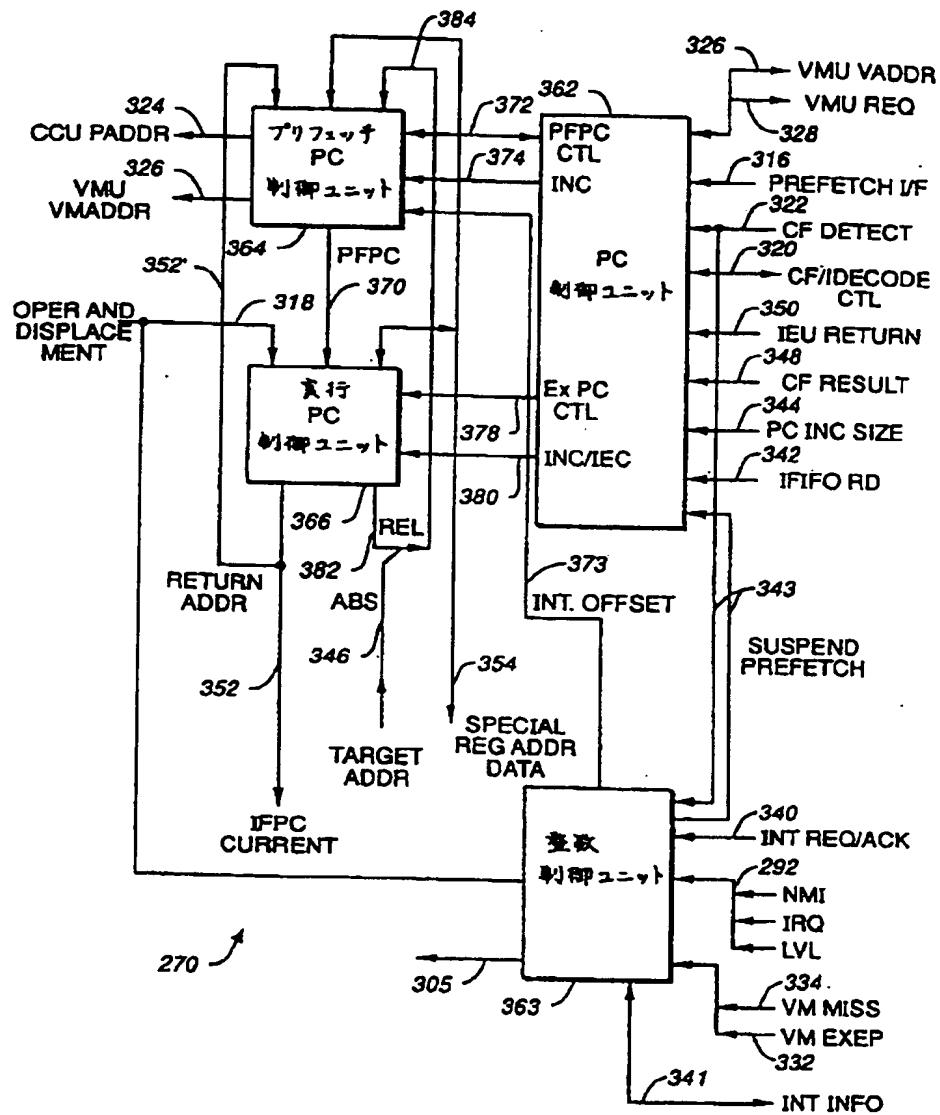 384
326
VMU VADDR
VMU REQ
328
362
324
CCU PADDR
プリフェッチ
PC
制御ユニット
372
PFPC
CTL
374
INC
316
PREFETCH I/F
326
VMU
VMADDR
364
PFPC
322
CF DETECT
PC
制御ユニット
320
CF/IDECODE
CTL
352'
318
370
OPER AND
DISPLACE
MENT
350
IEU RETURN
実行
PC
制御ユニット
Ex PC
CTL
378
348
CF RESULT
344
PC INC SIZE
INC/IEC
380
342
IFIFO RD
366
REL
382
373
RETURN
ADDR
ABS
INT. OFFSET
343
346
SUSPEND
PREFETCH
352
354
TARGET
ADDR
SPECIAL
REG ADDR
DATA
IFPC
CURRENT
340
INT REQ/ACK
整数
制御ユニット
292
NMI
IRQ
LVL
270
305
363
334
VM MISS
VM EXEP
332
341
INT INFO